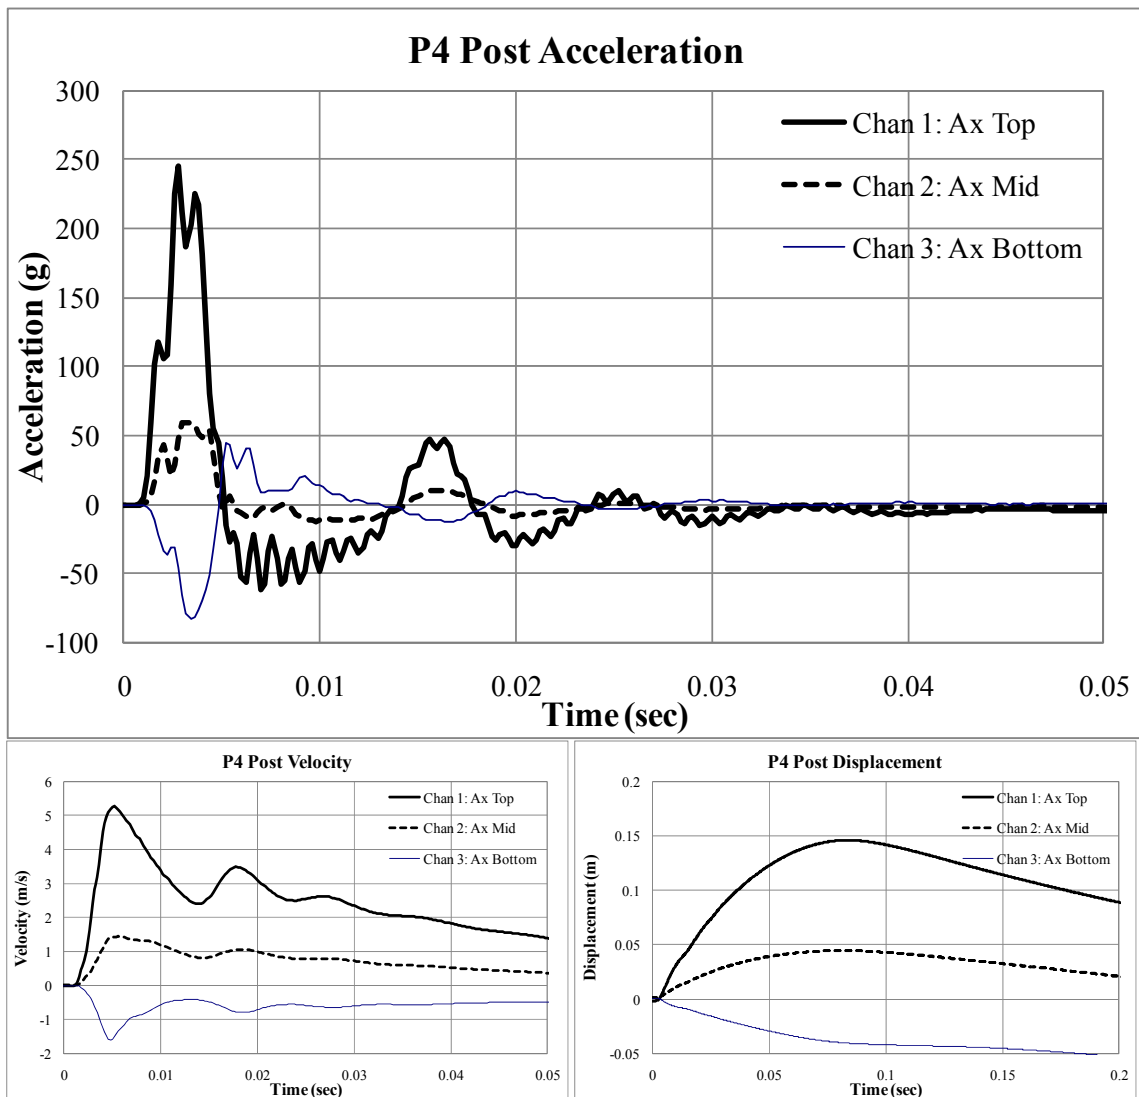 P4 Post Acceleration
300
250
200
150
100
50
0
-50
-100
Acceleration (g)
Chan 1: Ax Top
Chan 2: Ax Mid
Chan 3: Ax Bottom
0 0.01 0.02 0.03 0.04 0.05
Time (sec)
P4 Post Velocity
6
5
4
3
2
1
0
-1
-2
Velocity (m/s)
Chan 1: Ax Top
Chan 2: Ax Mid
Chan 3: Ax Bottom
0 0.01 0.02 0.03 0.04 0.05
Time (sec)
P4 Post Displacement
0.2
0.15
0.1
0.05
0
-0.05
Displacement (m)
Chan 1: Ax Top
Chan 2: Ax Mid
Chan 3: Ax Bottom
0 0.05 0.1 0.15 0.2
Time (sec)